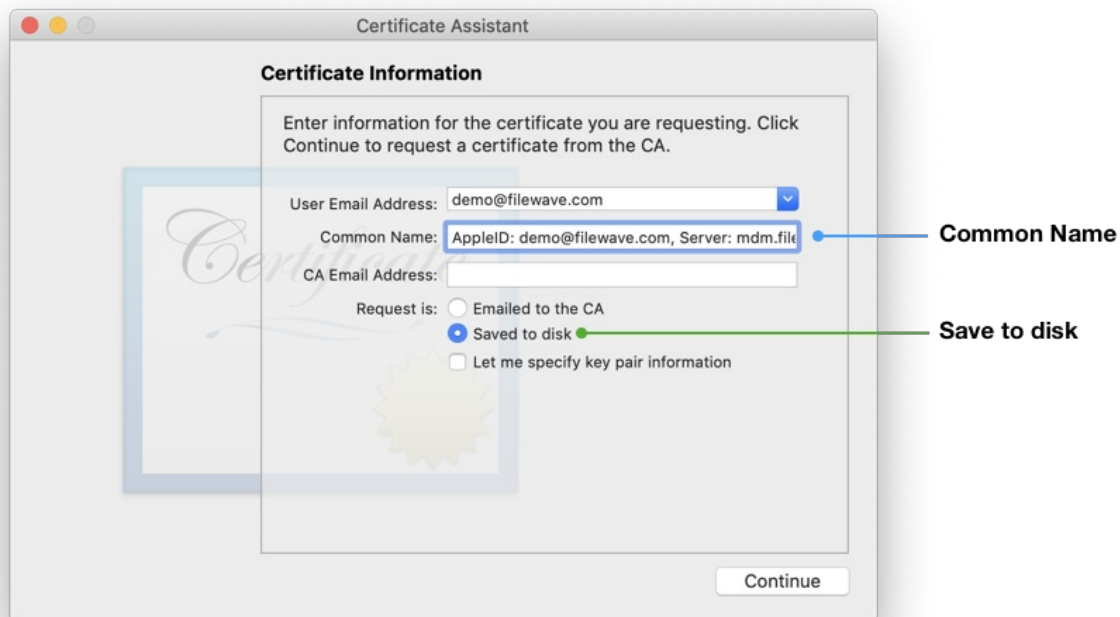 Certificate Assistant
Certificate Information
Enter information for the certificate you are requesting. Click
Continue to request a certificate from the CA.
User Email Address: demo@filewave.com
Common Name: AppleID: demo@filewave.com, Server: mdm.file
Common Name
CA Email Address:
Request is: Emailed to the CA
Saved to disk
Save to disk
Let me specify key pair information
Certificate
Continue